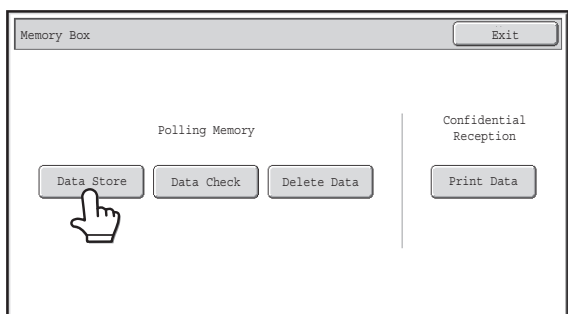 Memory Box
Exit
Polling Memory
Confidential
Reception
Data Store
Data Check
Delete Data
Print Data